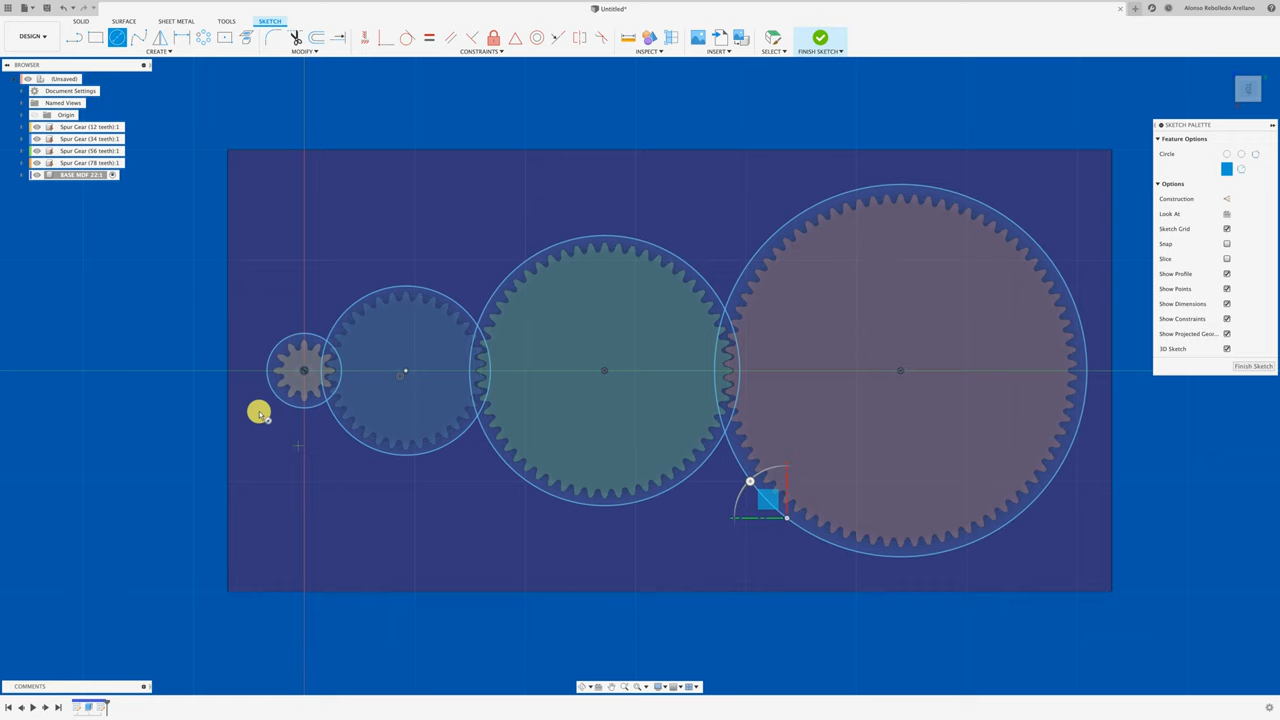 Untitled*
Alonso Rebolledo Arellano
DESIGN
SOLID
SURFACE
SHEET METAL
TOOLS
SKETCH
CREATE
MODIFY
CONSTRAINTS
INSPECT
INSERT
SELECT
FINISH SKETCH
BROWSER
(Unsaved)
Document Settings
Named Views
Origin
Spur Gear (12 teeth):1
Spur Gear (34 teeth):1
Spur Gear (56 teeth):1
Spur Gear (78 teeth):1
BASE MDF 22:1
SKETCH PALETTE
Feature Options
Circle
Options
Construction
Look At
Sketch Grid
Snap
Slice
Show Profile
Show Points
Show Dimensions
Show Constraints
Show Projected Geor...
3D Sketch
Finish Sketch
COMMENTS